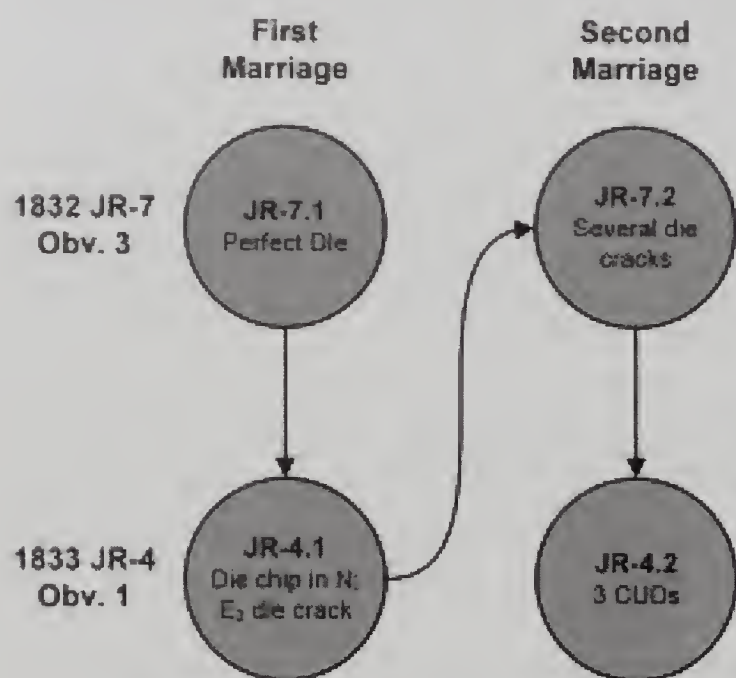 First
Marriage
Second
Marriage
1832 JR-7
Obv. 3
JR-7.1
Perfect Die
JR-7.2
Several die
cracks
1833 JR-4
Obv. 1
JR-4.1
Die chip in N;
E₃ die crack
JR-4.2
3 CUDs